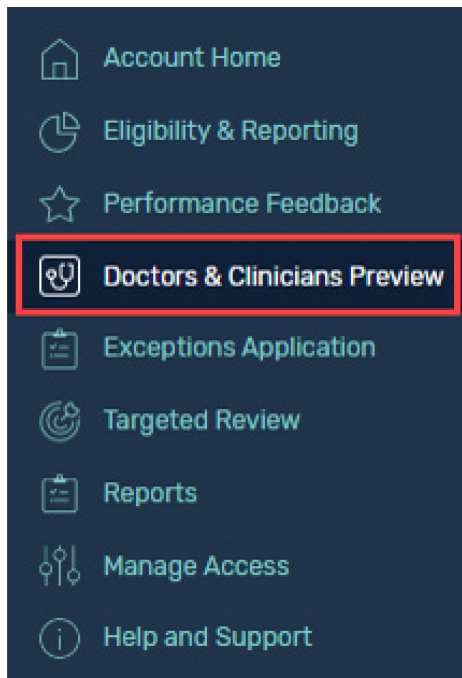 Account Home
Eligibility & Reporting
Performance Feedback
Doctors & Clinicians Preview
Exceptions Application
Targeted Review
Reports
Manage Access
Help and Support